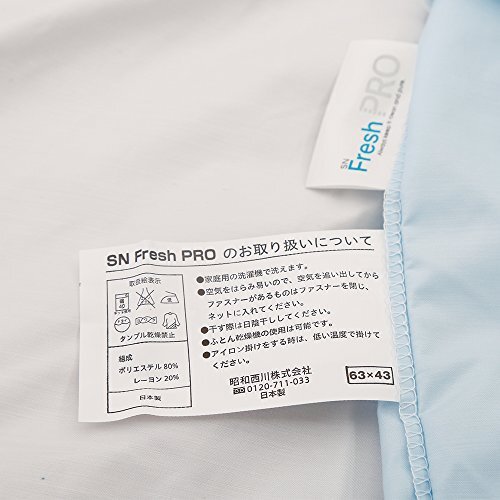 SN
Fresh PRO
Always keep it clean and pure.
SN Fresh PRO のお取り扱いについて
取扱絵表示
40
低
タンブル乾燥禁止
組成
ポリエステル 80%
レーヨン 20%
日本製
●家庭用の洗濯機で洗えます。
●空気をはらみ易いので、空気を追い出してから
ファスナーがあるものはファスナーを閉じ、
ネットに入れてください。
●干す際は日陰干ししてください。
●ふとん乾燥機の使用は可能です。
●アイロン掛けをする時は、低い温度で掛けて
ください。
昭和西川株式会社
0120-711-033
日本製
63×43